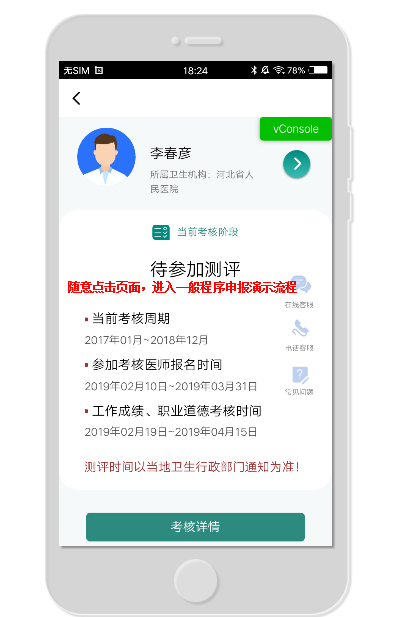 无SIM 18:24 78%
vConsole
李春彦
所属卫生机构：河北省人
民医院
当前考核阶段
待参加测评
随意点击页面，进入一般程序申报演示流程
在线客服
当前考核周期
2017年01月~2018年12月
电话客服
参加考核医师报名时间
2019年02月10日~2019年03月31日
常见问题
工作成绩、职业道德考核时间
2019年02月19日~2019年04月15日
测评时间以当地卫生行政部门通知为准！
考核详情